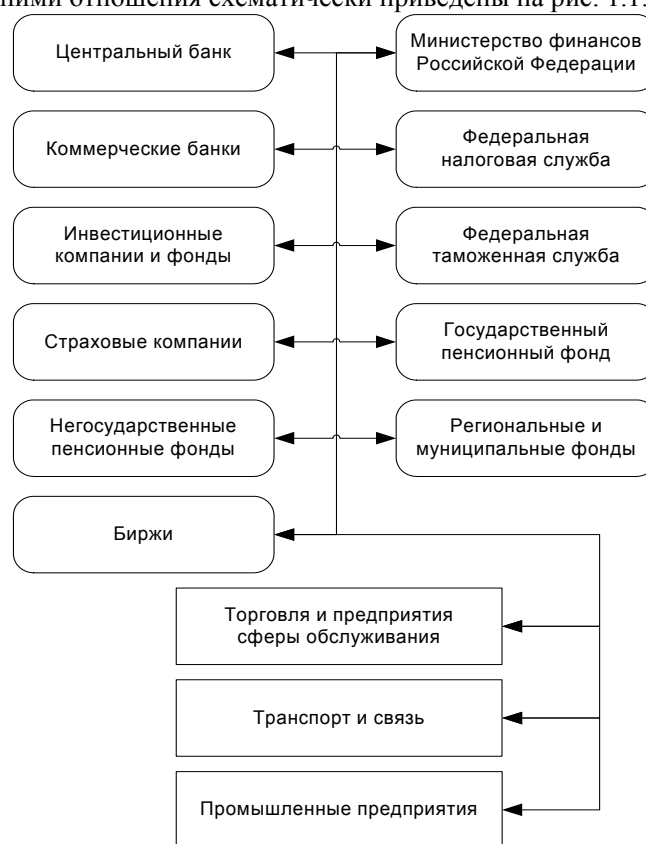 ними отношения схематически приведены на рис. 1.1.
Центральный банк
Министерство финансов
Российской Федерации
Коммерческие банки
Федеральная
налоговая служба
Инвестиционные
компании и фонды
Федеральная
таможенная служба
Страховые компании
Государственный
пенсионный фонд
Негосударственные
пенсионные фонды
Региональные и
муниципальные фонды
Биржи
Торговля и предприятия
сферы обслуживания
Транспорт и связь
Промышленные предприятия